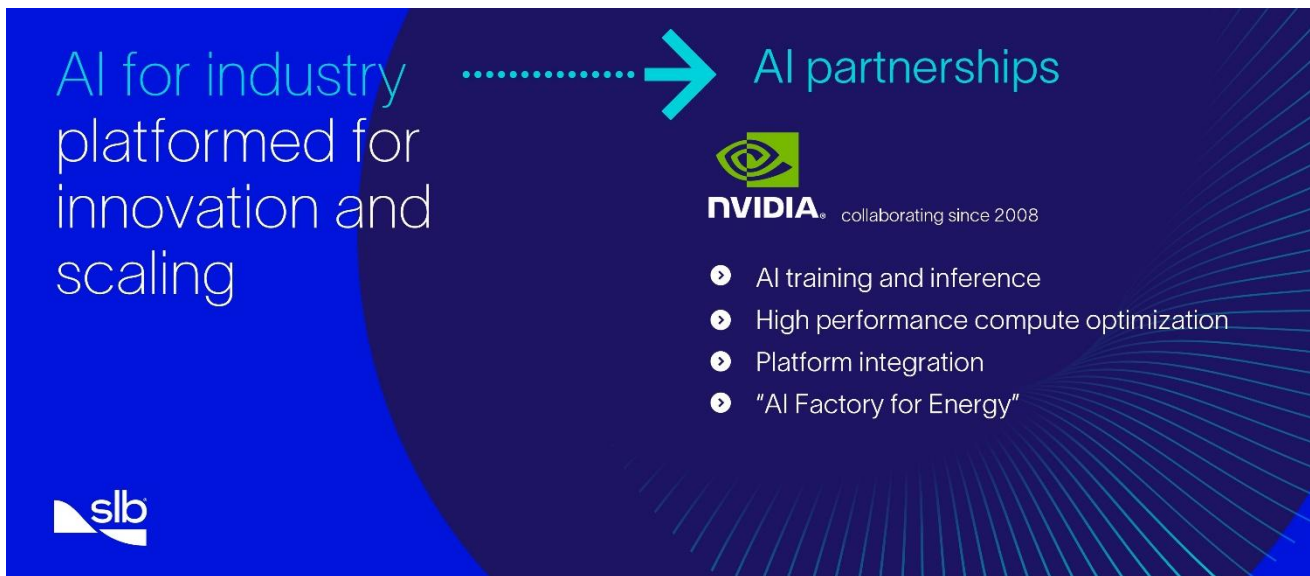 AI for industry
platformed for
innovation and
scaling
AI partnerships
NVIDIA. collaborating since 2008
AI training and inference
High performance compute optimization
Platform integration
“AI Factory for Energy”
slb